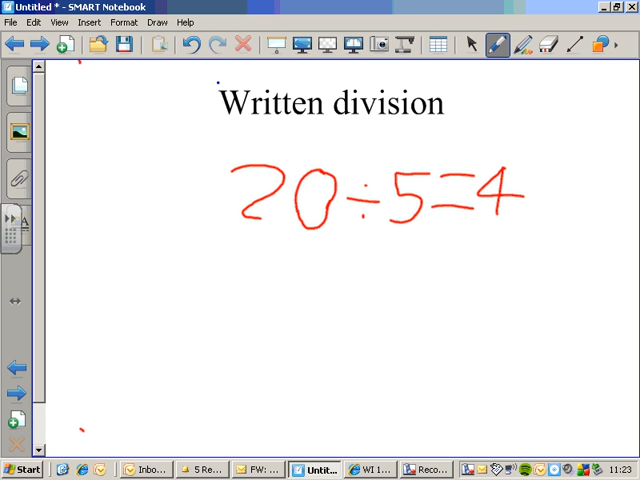 Untitled * - SMART Notebook
File Edit View Insert Format Draw Help
Written division
20÷5=4
A
Start Inbo... 5 Re... FW: ... Untit... WI 1... Reco... 11:23